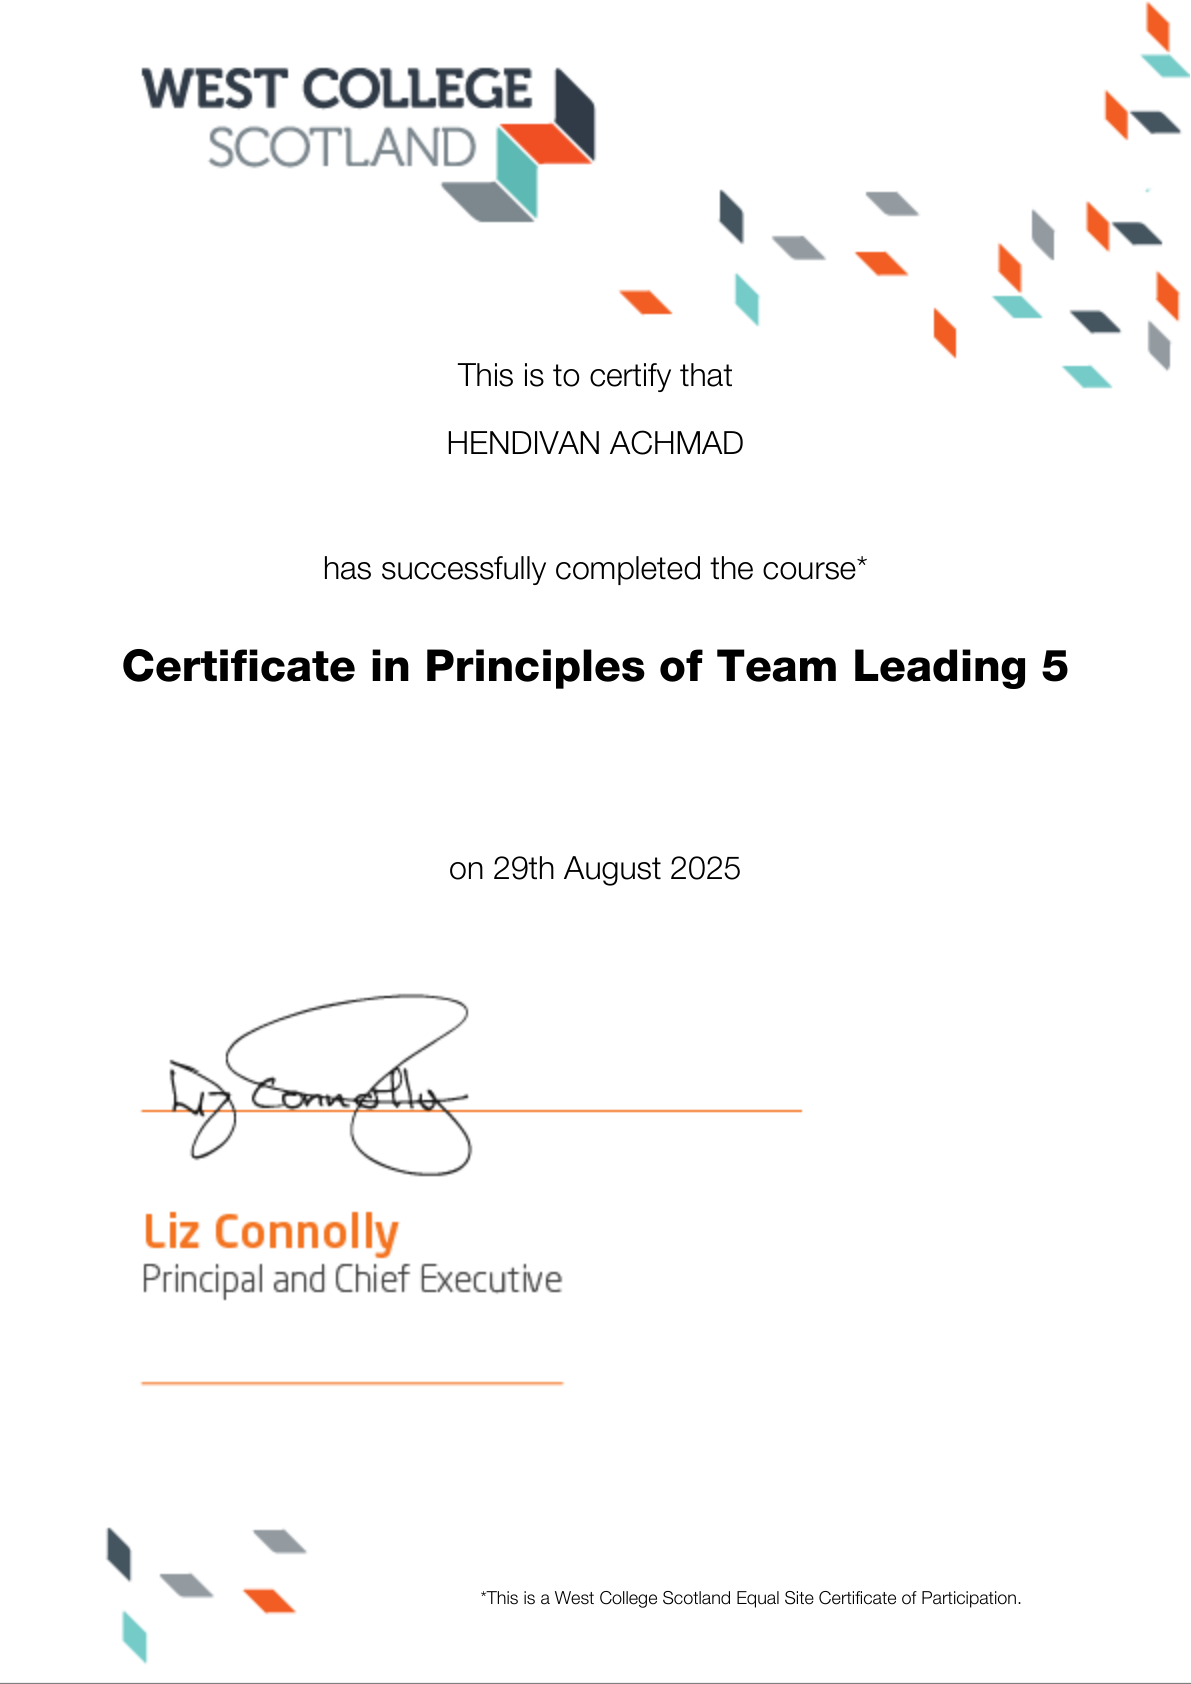 WEST COLLEGE
SCOTLAND
This is to certify that
HENDIVAN ACHMAD
has successfully completed the course*
Certificate in Principles of Team Leading 5
on 29th August 2025
Liz Connolly
Liz Connolly
Principal and Chief Executive
*This is a West College Scotland Equal Site Certificate of Participation.